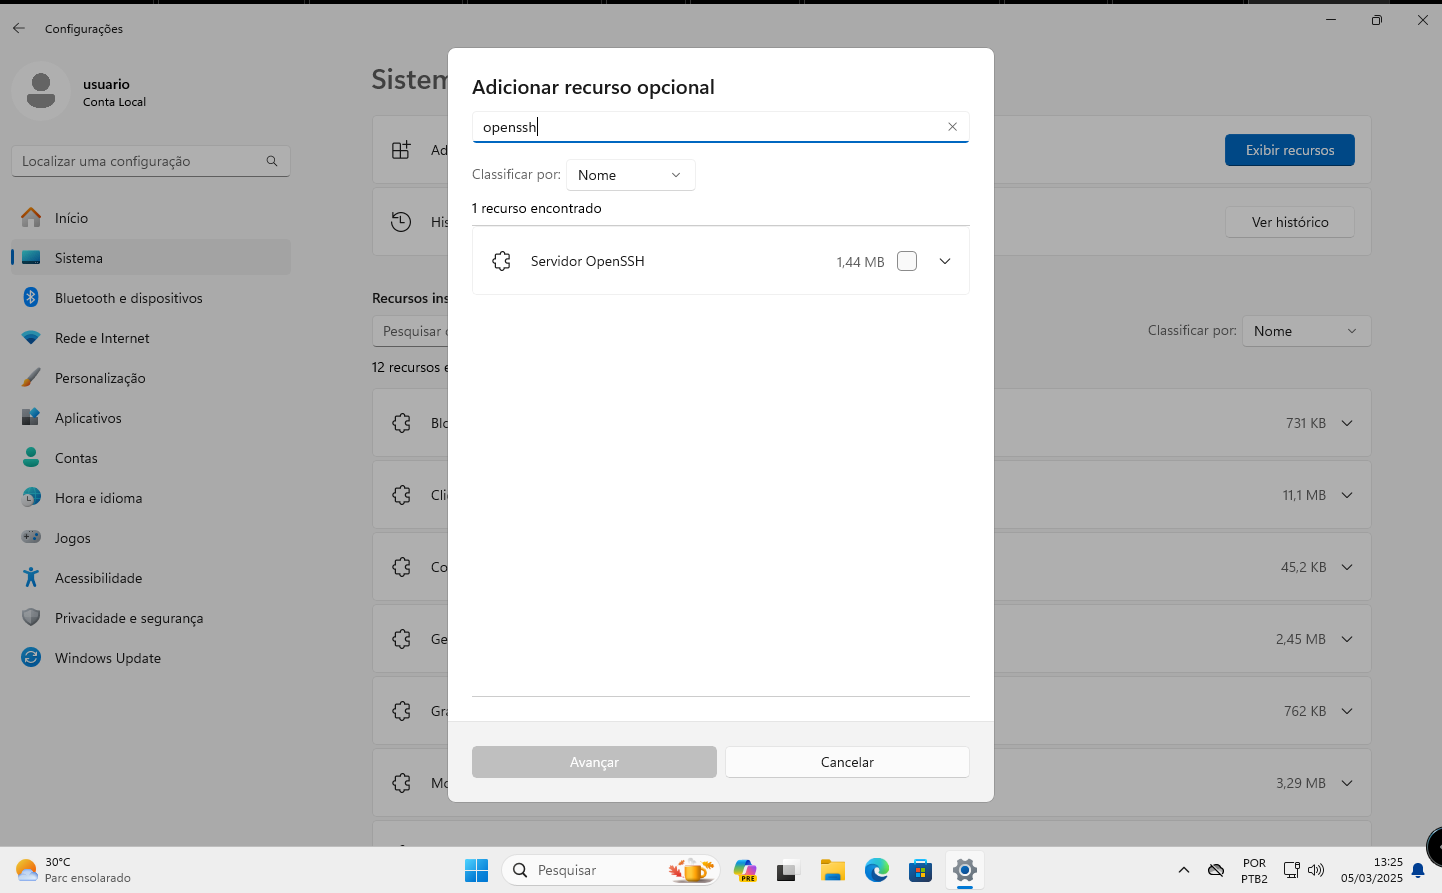 Configurações
usuario
Conta Local
Localizar uma configuração
Início
Sistema
Bluetooth e dispositivos
Rede e Internet
Personalização
Aplicativos
Contas
Hora e idioma
Jogos
Acessibilidade
Privacidade e segurança
Windows Update
Sistem
Ad
Exibir recursos
His
Ver histórico
Recursos ins
Pesquisar
Classificar por:
Nome
12 recursos e
Blo
731 KB
Clie
11,1 MB
Co
45,2 KB
Ge
2,45 MB
Gra
762 KB
Mo
3,29 MB
Adicionar recurso opcional
openssh
Classificar por:
Nome
1 recurso encontrado
Servidor OpenSSH
1,44 MB
Avançar
Cancelar
30°C
Parc ensolarado
Pesquisar
PRE
POR
PTB2
13:25
05/03/2025